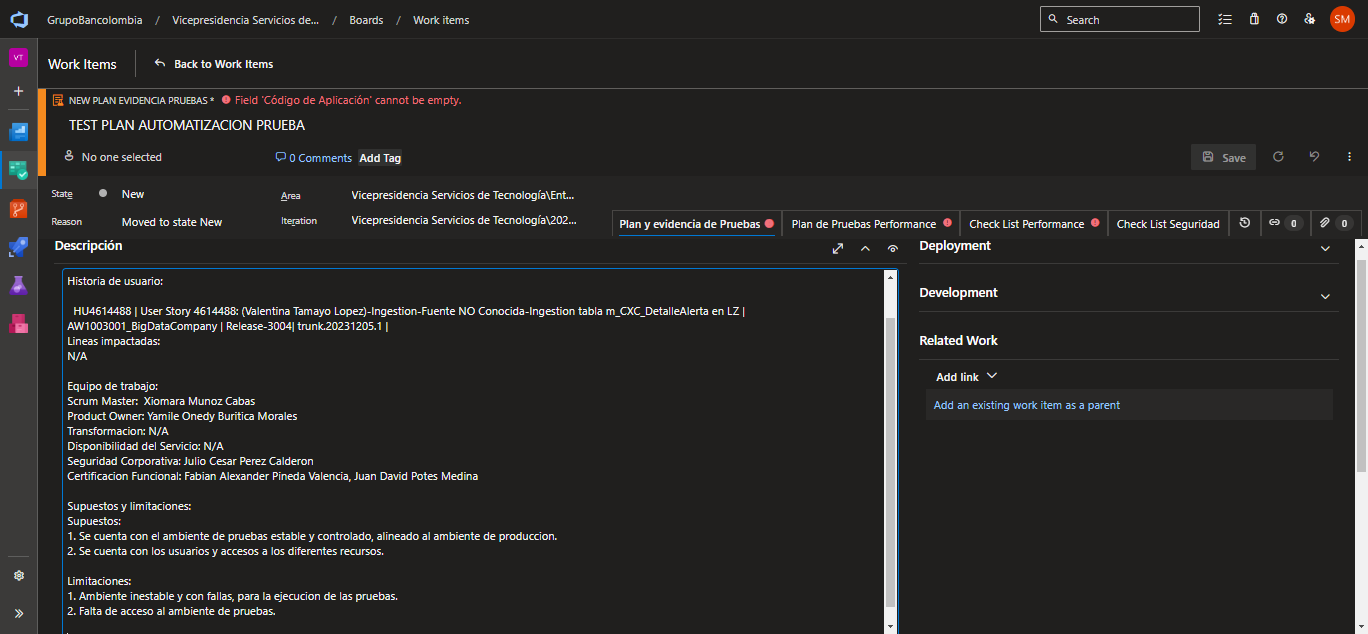 GrupoBancolombia / Vicepresidencia Servicios de... / Boards / Work items
Search
SM
VT
Work Items
Back to Work Items
NEW PLAN EVIDENCIA PRUEBAS * Field 'Código de Aplicación' cannot be empty.
TEST PLAN AUTOMATIZACION PRUEBA
No one selected
0 Comments
Add Tag
Save
State
New
Area
Vicepresidencia Servicios de Tecnología\Ent...
Reason
Moved to state New
Iteration
Vicepresidencia Servicios de Tecnología\202...
Plan y evidencia de Pruebas
Plan de Pruebas Performance
Check List Performance
Check List Seguridad
0
0
Descripción
Historia de usuario:
HU4614488 | User Story 4614488: (Valentina Tamayo Lopez)-Ingestion-Fuente NO Conocida-Ingestion tabla m_CXC_DetalleAlerta en LZ |
AW1003001_BigDataCompany | Release-3004| trunk.20231205.1 |
Lineas impactadas:
N/A
Equipo de trabajo:
Scrum Master:  Xiomara Munoz Cabas
Product Owner: Yamile Onedy Buritica Morales
Transformacion: N/A
Disponibilidad del Servicio: N/A
Seguridad Corporativa: Julio Cesar Perez Calderon
Certificacion Funcional: Fabian Alexander Pineda Valencia, Juan David Potes Medina
Supuestos y limitaciones:
Supuestos:
1. Se cuenta con el ambiente de pruebas estable y controlado, alineado al ambiente de produccion.
2. Se cuenta con los usuarios y accesos a los diferentes recursos.
Limitaciones:
1. Ambiente inestable y con fallas, para la ejecucion de las pruebas.
2. Falta de acceso al ambiente de pruebas.
Deployment
Development
Related Work
Add link
Add an existing work item as a parent